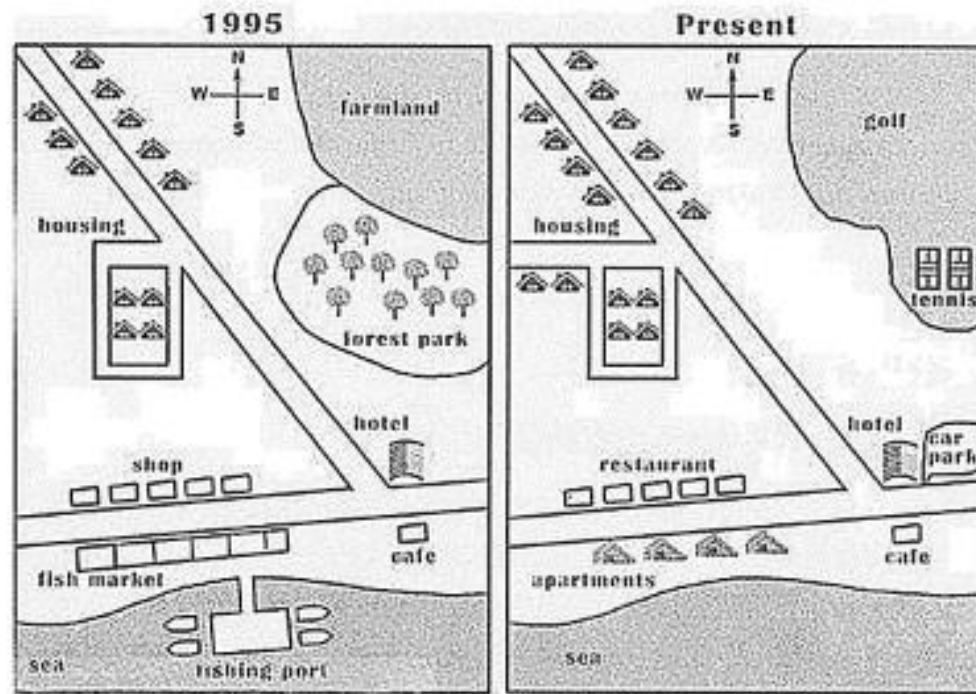 1995
N
W E
S
farmland
housing
forest park
hotel
shop
cafe
fish market
sea
fishing port
Present
N
W E
S
golf
housing
tennis
hotel
car
park
restaurant
cafe
apartments
sea